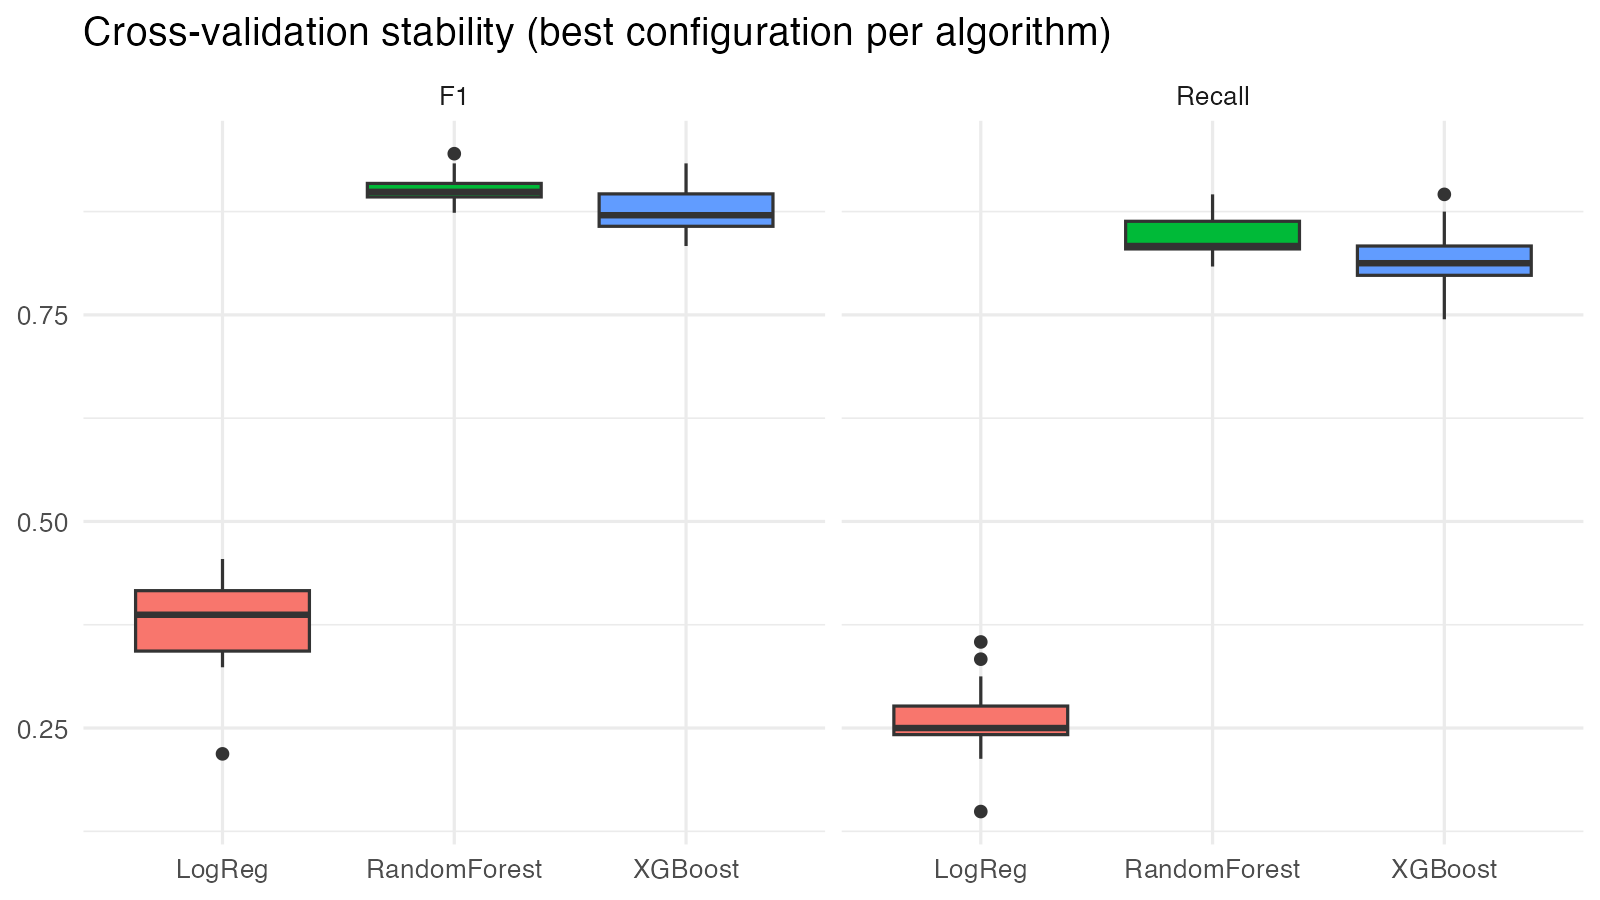 Cross-validation stability (best configuration per algorithm)
F1
Recall
0.75
0.50
0.25
LogReg
RandomForest
XGBoost
LogReg
RandomForest
XGBoost